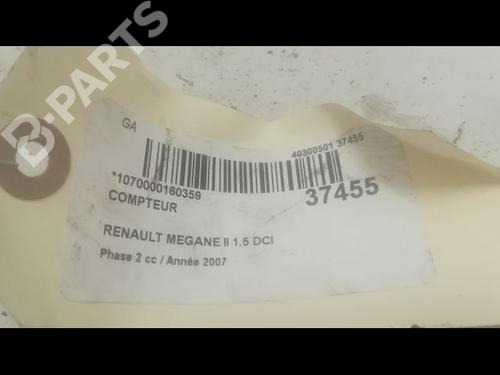 B-PARTS
GA
40300501 37455
*1070000160359
37455
COMPTEUR
RENAULT MEGANE II 1.5 DCI
Phase 2 cc / Année 2007